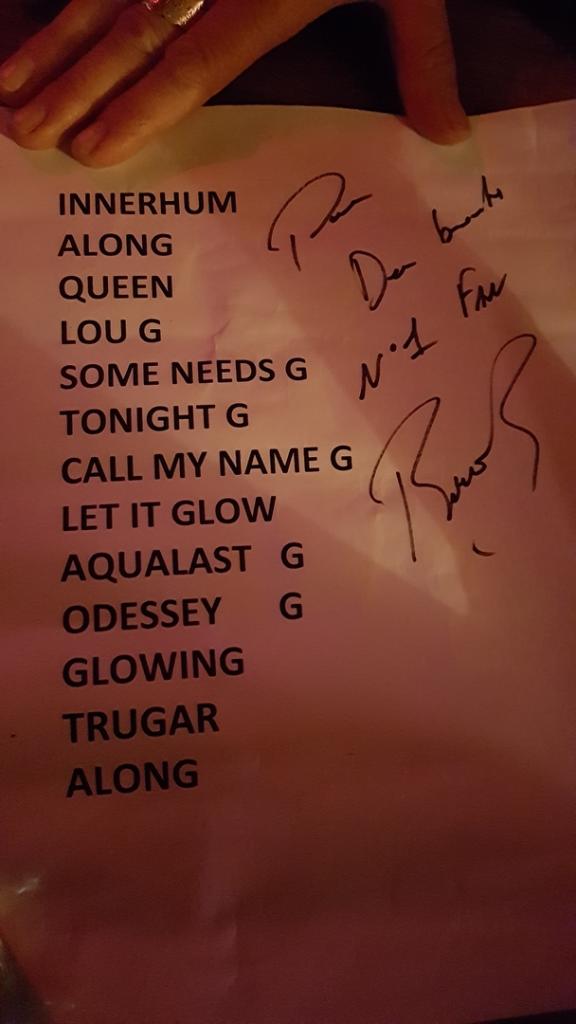 INNERHUM
ALONG
QUEEN
LOU G
SOME NEEDS G
TONIGHT G
CALL MY NAME G
LET IT GLOW
AQUALAST G
ODESSEY G
GLOWING
TRUGAR
ALONG
N°1 FAN